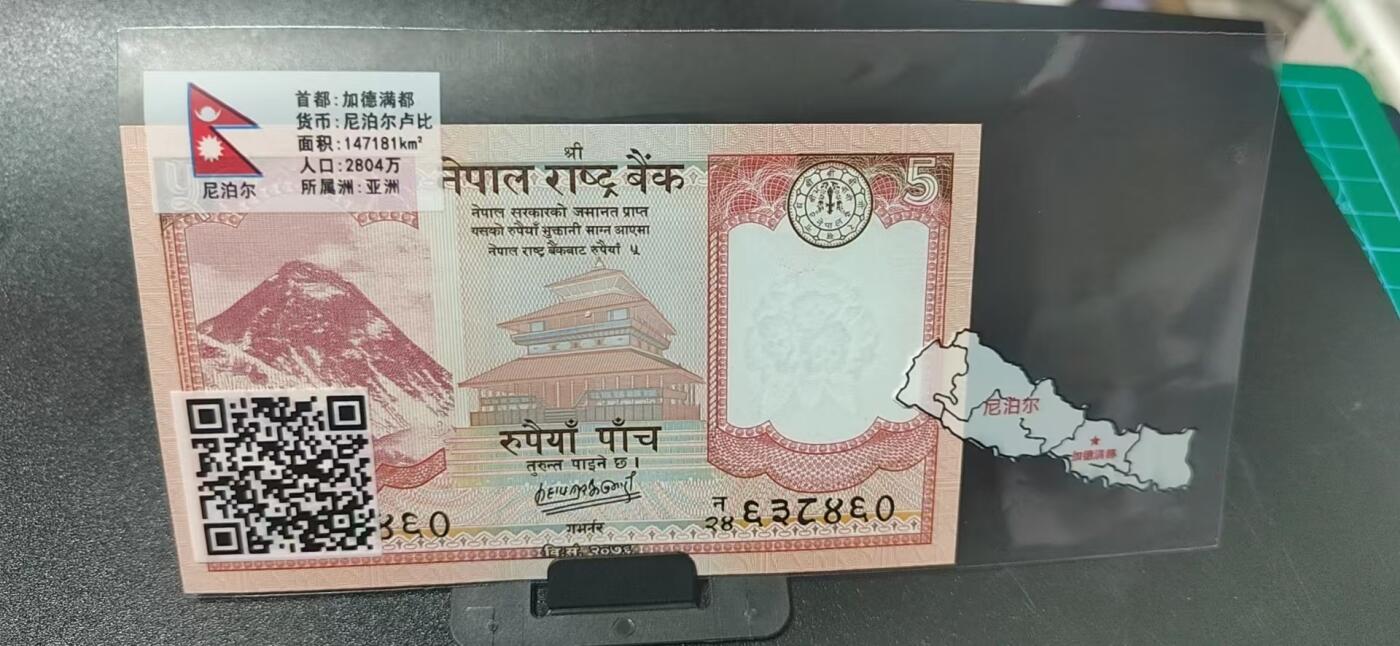 首都:加德满都
货币:尼泊尔卢比
面积:147181km²
人口:2804万
所属洲:亚洲
尼泊尔
श्री
नेपाल राष्ट्र बैंक
नेपाल सरकारको जमानत प्राप्त
यसको रुपैयाँ भुक्तानी माग्न आएमा
नेपाल राष्ट्र बैंकबाट रुपैयाँ ५
5
रुपैयाँ पाँच
तुरुन्त पाइने छ।
गभर्नर
४६०
न
२४ ६३८४६०
尼泊尔
加德满都